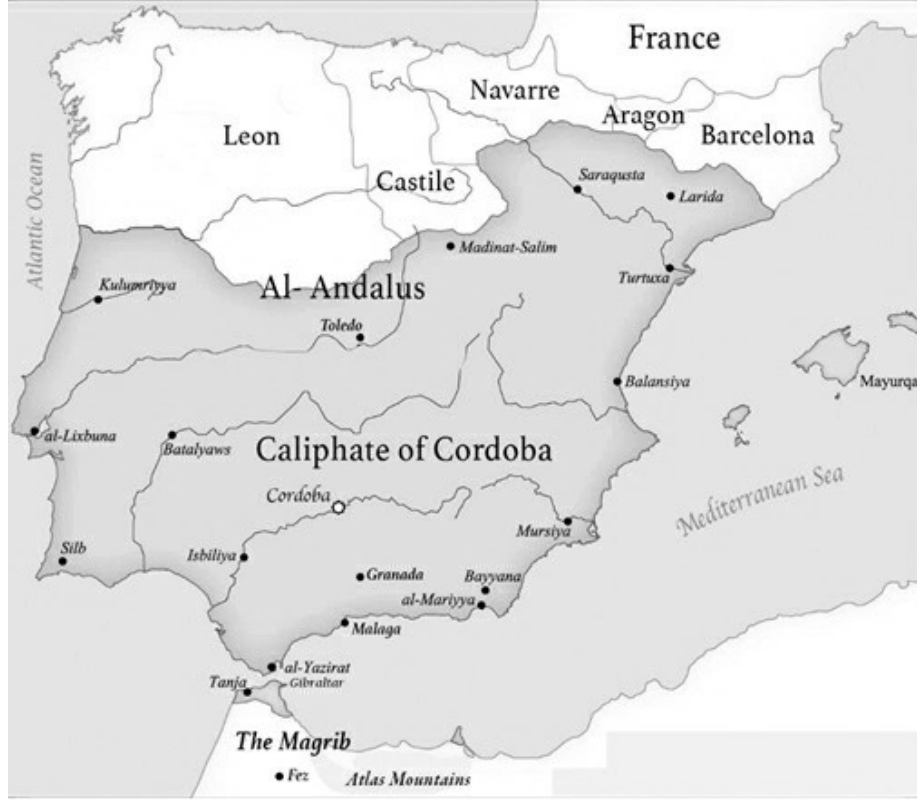 France
Navarre
Aragon
Barcelona
Leon
Castile
Atlantic Ocean
Saraqusta
Larida
Madinat-Salim
Turtuxa
Kulumriyya
Al- Andalus
Toledo
Balansiya
Mayurqa
al-Lixbuna
Batalyaws
Caliphate of Cordoba
Cordoba
Mediterranean Sea
Mursiya
Silb
Isbiliya
Granada
Bayyana
al-Mariyya
Malaga
al-Yazirat
Tanja
Gibraltar
The Magrib
Fez
Atlas Mountains